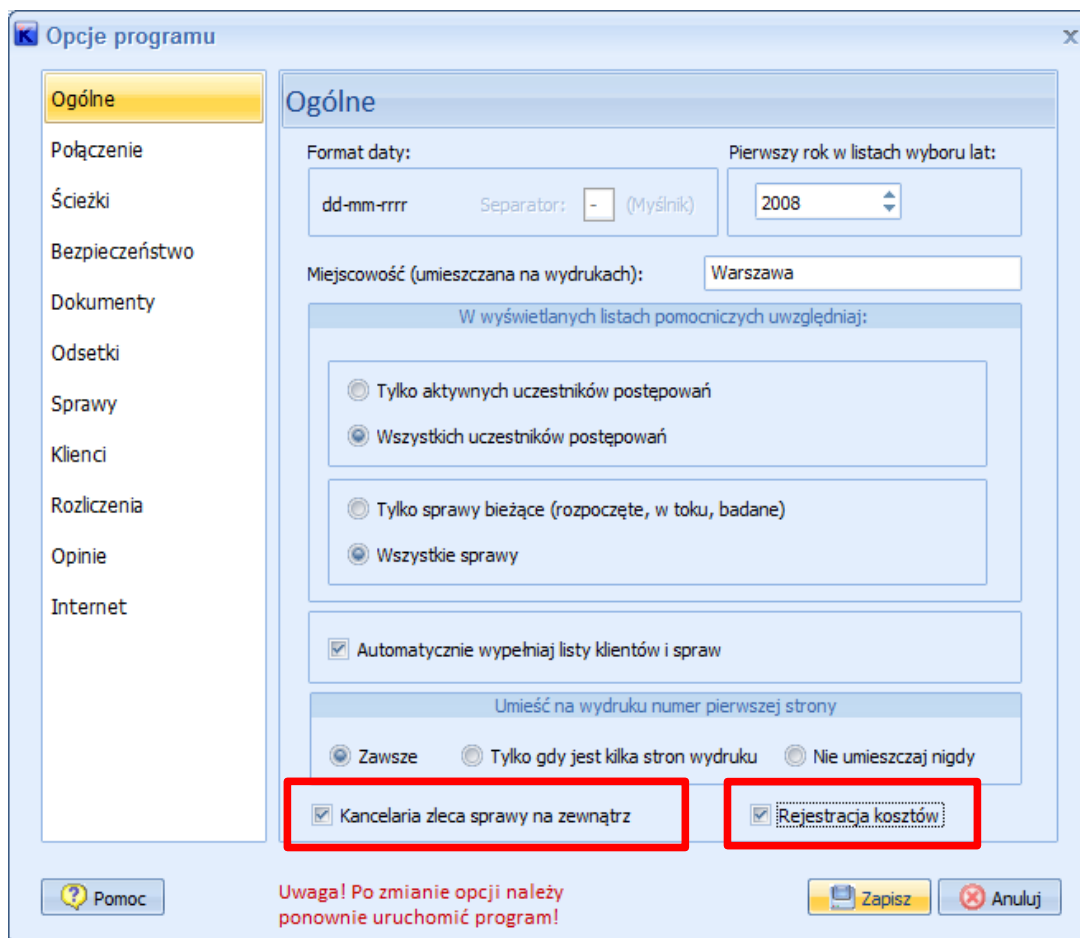 K Opcje programu x
Ogólne
Połączenie
Ścieżki
Bezpieczeństwo
Dokumenty
Odsetki
Sprawy
Klienci
Rozliczenia
Opinie
Internet
Ogólne
Format daty:
Pierwszy rok w listach wyboru lat:
dd-mm-rrrr Separator: - (Myślnik)
2008
Miejscowość (umieszczana na wydrukach): Warszawa
W wyświetlanych listach pomocniczych uwzględniaj:
Tylko aktywnych uczestników postępowań
Wszystkich uczestników postępowań
Tylko sprawy bieżące (rozpoczęte, w toku, badane)
Wszystkie sprawy
Automatycznie wypełniaj listy klientów i spraw
Umieść na wydruku numer pierwszej strony
Zawsze Tylko gdy jest kilka stron wydruku Nie umieszczaj nigdy
Kancelaria zleca sprawy na zewnątrz Rejestracja kosztów
? Pomoc
Uwaga! Po zmianie opcji należy
ponownie uruchomić program!
Zapisz
Anuluj